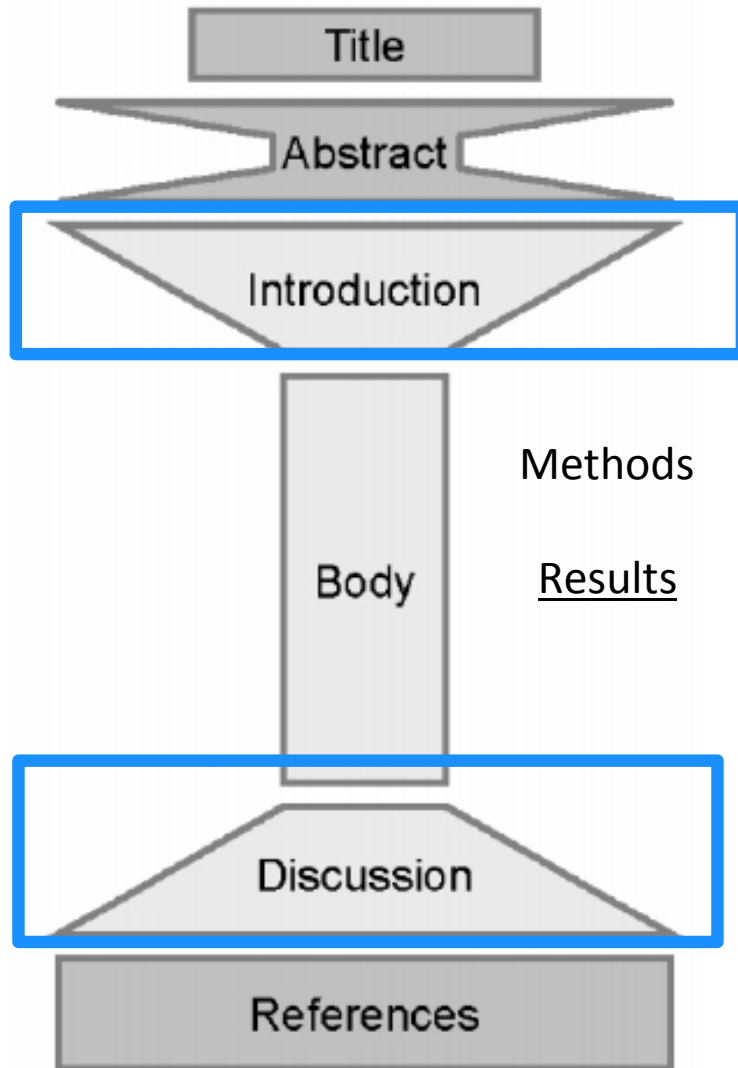 Title
Abstract
Introduction
Methods
Body
Results
Discussion
References